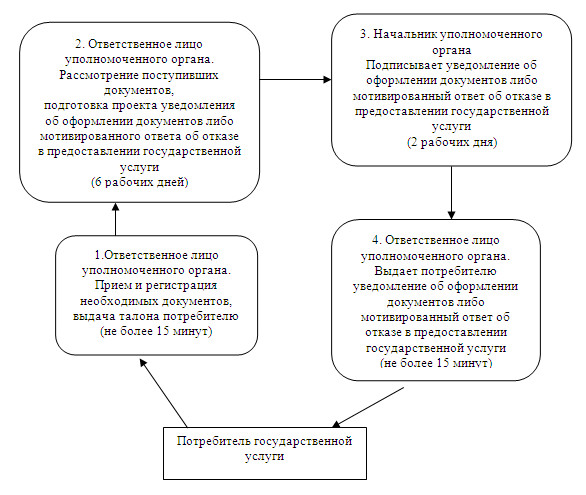 2. Ответственное лицо
уполномоченного органа.
Рассмотрение поступивших
документов,
подготовка проекта уведомления
об оформлении документов либо
мотивированного ответа об отказе
в предоставлении государственной
услуги
(6 рабочих дней)
3. Начальник уполномоченного
органа
Подписывает уведомление об
оформлении документов либо
мотивированный ответ об отказе в
предоставлении государственной
услуги
(2 рабочих дня)
1.Ответственное лицо
уполномоченного органа.
Прием и регистрация
необходимых документов,
выдача талона потребителю
(не более 15 минут)
4. Ответственное лицо
уполномоченного органа.
Выдает потребителю
уведомление об оформлении
документов либо
мотивированный ответ об
отказе в предоставлении
государственной услуги
(не более 15 минут)
Потребитель государственной
услуги